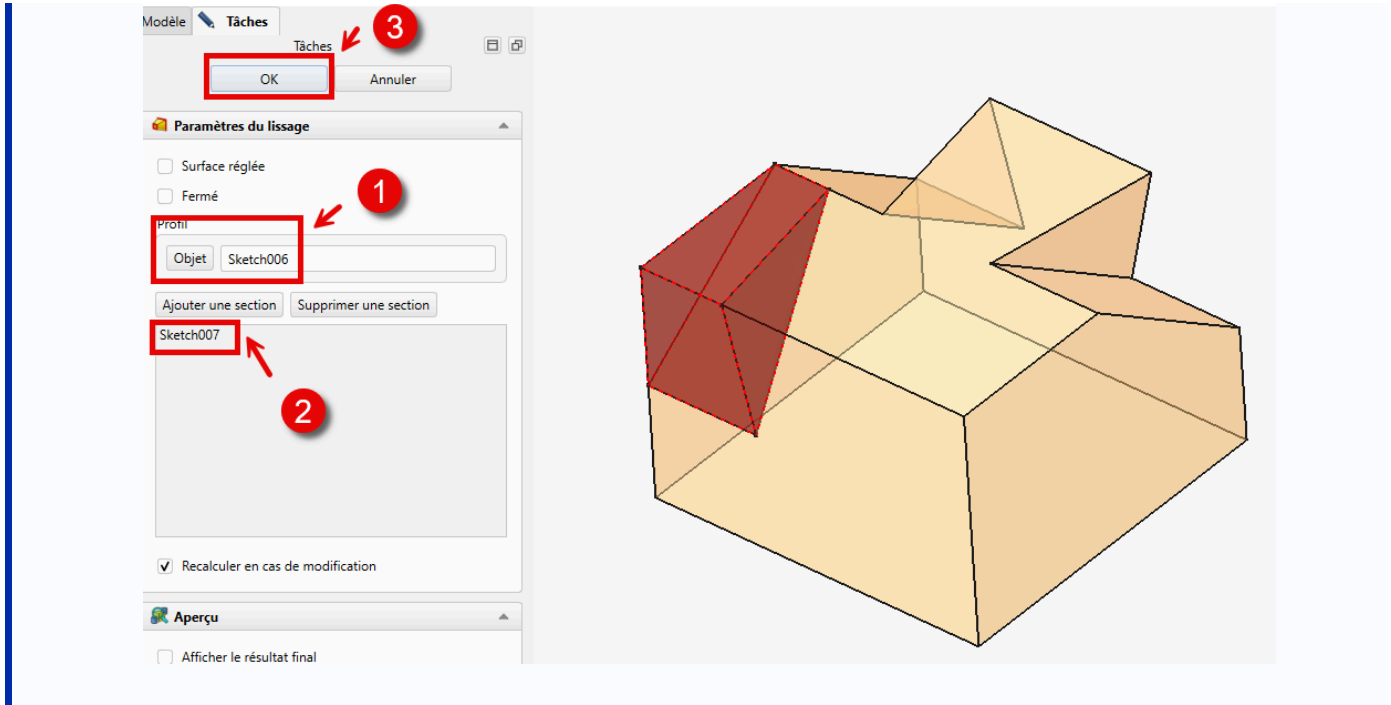 Modèle Tâches
3
Tâches
OK Annuler
Paramètres du lissage
Surface réglée
Fermé
1
Profil
Objet Sketch006
Ajouter une section Supprimer une section
Sketch007
2
Recalculer en cas de modification
Aperçu
Afficher le résultat final